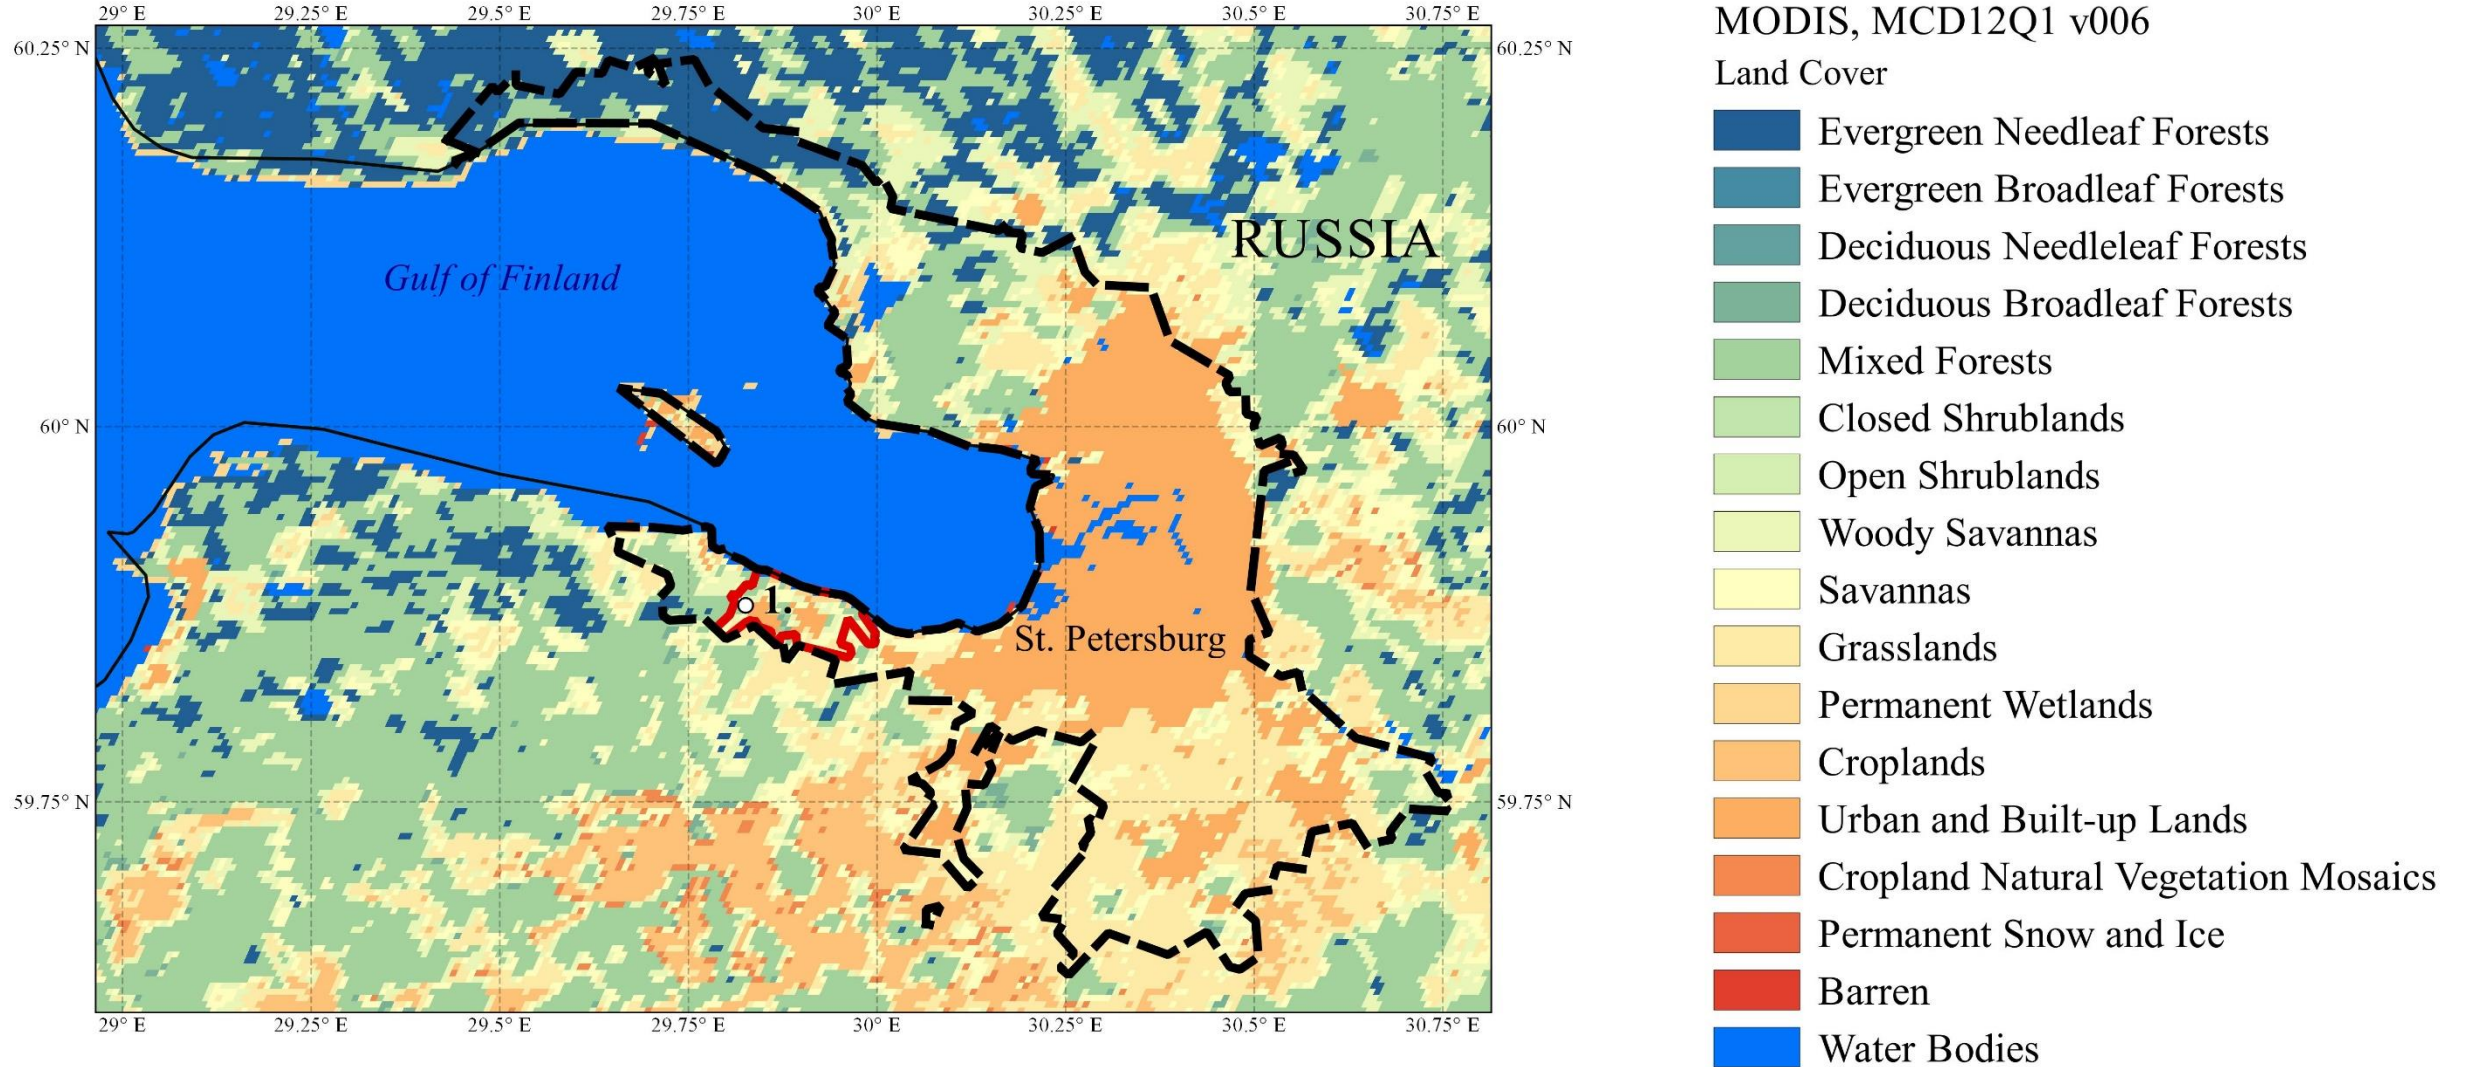 29° E 29.25° E 29.5° E 29.75° E 30° E 30.25° E 30.5° E 30.75° E
60.25° N 60.25° N
RUSSIA
Gulf of Finland
60° N 60° N
1.
St. Petersburg
59.75° N 59.75° N
29° E 29.25° E 29.5° E 29.75° E 30° E 30.25° E 30.5° E 30.75° E
MODIS, MCD12Q1 v006
Land Cover
Evergreen Needleaf Forests
Evergreen Broadleaf Forests
Deciduous Needleleaf Forests
Deciduous Broadleaf Forests
Mixed Forests
Closed Shrublands
Open Shrublands
Woody Savannas
Savannas
Grasslands
Permanent Wetlands
Croplands
Urban and Built-up Lands
Cropland Natural Vegetation Mosaics
Permanent Snow and Ice
Barren
Water Bodies